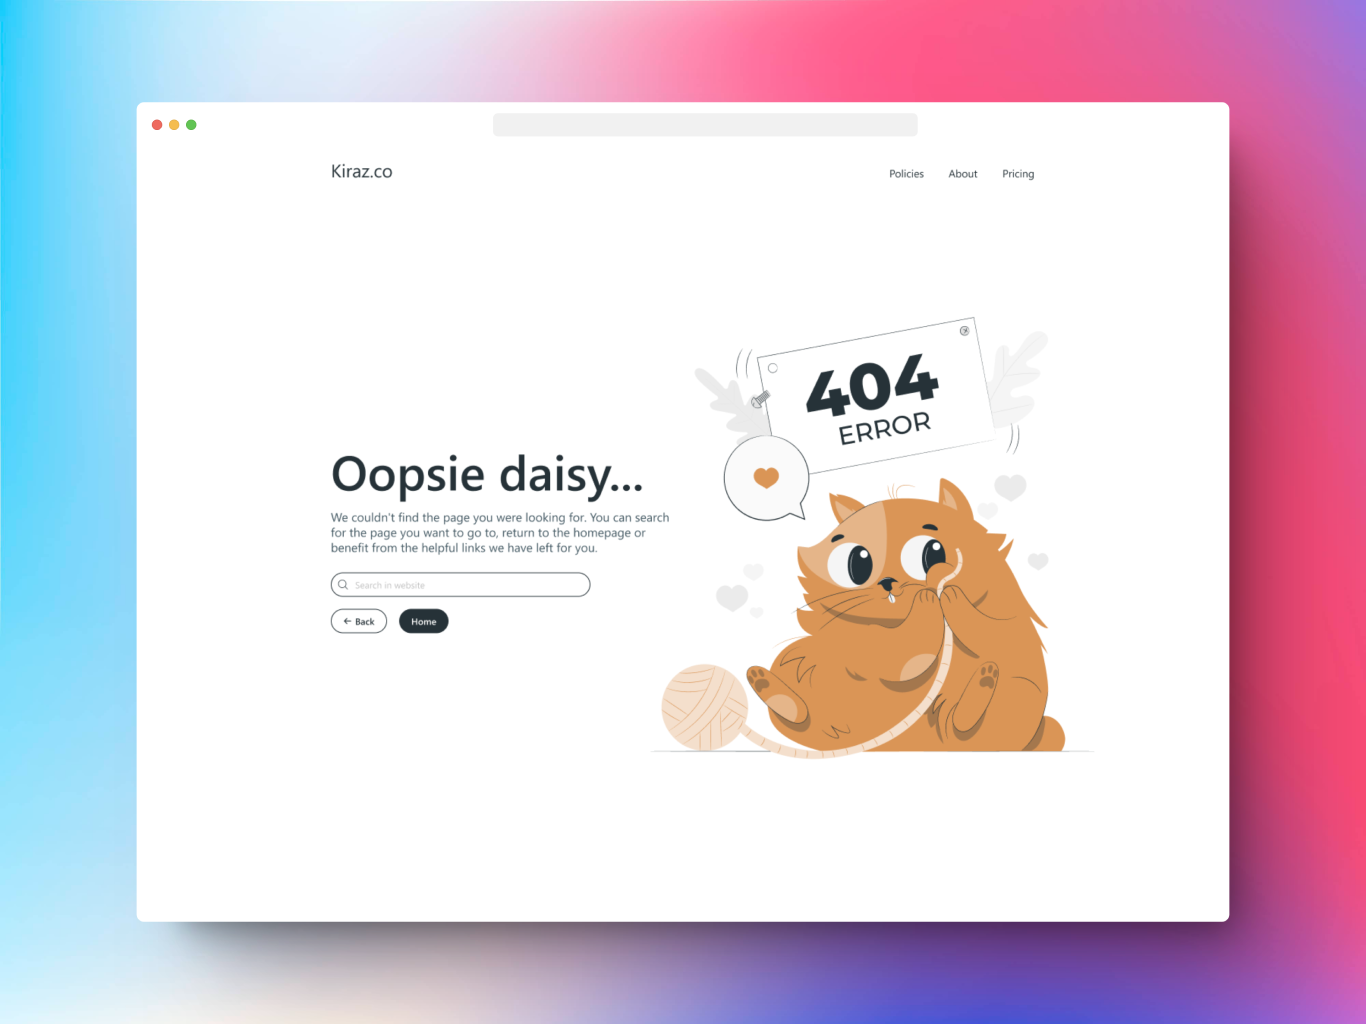 Kiraz.co
Policies About Pricing
404
ERROR
Oopsie daisy...
We couldn't find the page you were looking for. You can search
for the page you want to go to, return to the homepage or
benefit from the helpful links we have left for you.
Search in website
Back Home